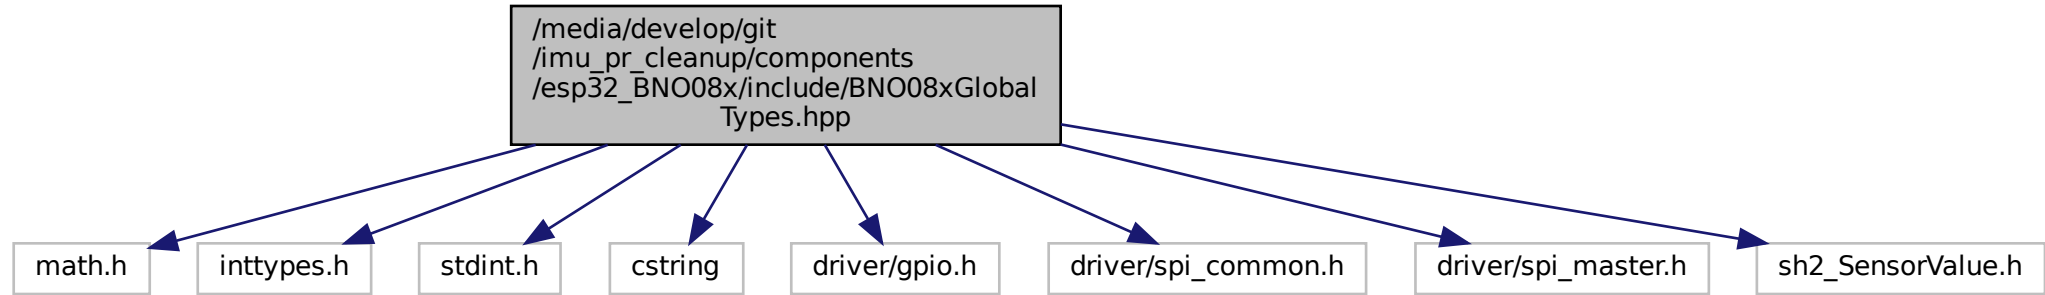 /media/develop/git
/imu_pr_cleanup/components
/esp32_BNO08x/include/BNO08xGlobal
Types.hpp
math.h
inttypes.h
stdint.h
cstring
driver/gpio.h
driver/spi_common.h
driver/spi_master.h
sh2_SensorValue.h